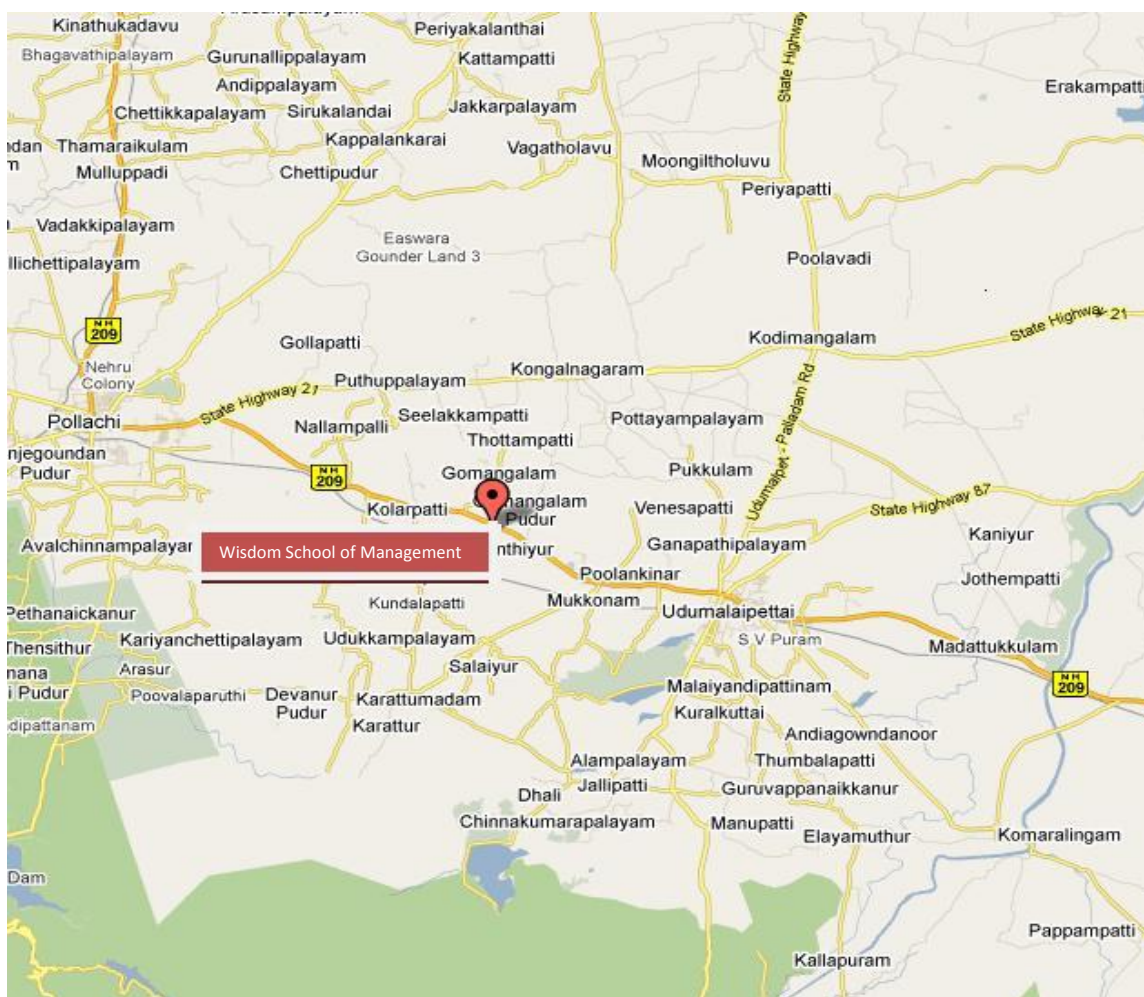 Kinathukadavu
Periyakalanthai
Bhagavathipalayam
Gurunallippalayam
Kattampatti
State Highway
Andippalayam
Erakampatti
Chettikkapalayam
Sirukalandai
Jakkarpalayam
Thamaraikulam
Kappalankarai
Vagatholavu
Moongiltholuvu
Mulluppadi
Chettipudur
Periyapatti
Vadakkipalayam
Easwara
Gounder Land 3
Poolavadi
llichettipalayam
State Highway 21
NH
209
Gollapatti
Kodimangalam
Nehru
Colony
Kongalnagaram
Puthuppalayam
State Highway 21
Pollachi
Seelakkampatti
Pottayampalayam
Nallampalli
Thottampatti
Udumalpet - Palladam Rd
njegoundan
Pudur
NH
209
Gomangalam
Pukkulam
State Highway 87
Kolarpatti
Pudur
Venesapatti
Kaniyur
Avalchinnampalayar
Wisdom School of Management
nthiyur
Ganapathipalayam
Jothempatti
Poolankinar
Pethanaickanur
Kundalapatti
Mukkonam
Udumalaipettai
Thensithur
Kariyanchettipalayam
Udukkampalayam
S V Puram
Madattukkulam
nana
i Pudur
Arasur
Salaiyur
NH
209
Poovalaparuthi
Devanur
Pudur
Karattumadam
Malaiyandipattinam
dipattanam
Karattur
Kuralkuttai
Andiagowndanoor
Alampalayam
Thumbalapatti
Dhali
Jallipatti
Guruvappanaikkanur
Chinnakumarapalayam
Manupatti
Elayamuthur
Komaralingam
Dam
Pappampatti
Kallapuram